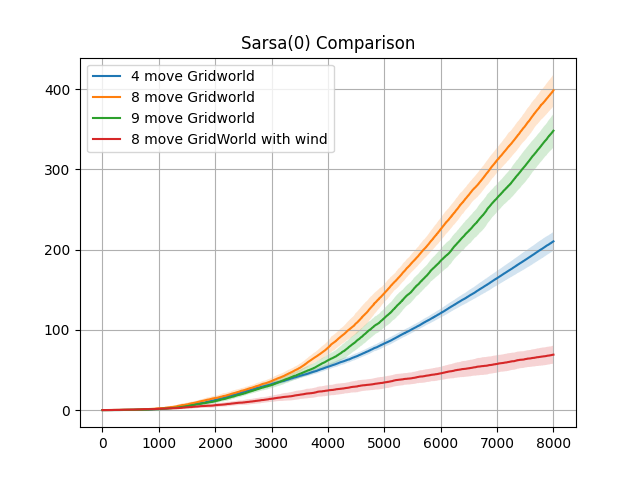 Sarsa(0) Comparison
4 move Gridworld
8 move Gridworld
9 move Gridworld
8 move GridWorld with wind
400
300
200
100
0
0 1000 2000 3000 4000 5000 6000 7000 8000